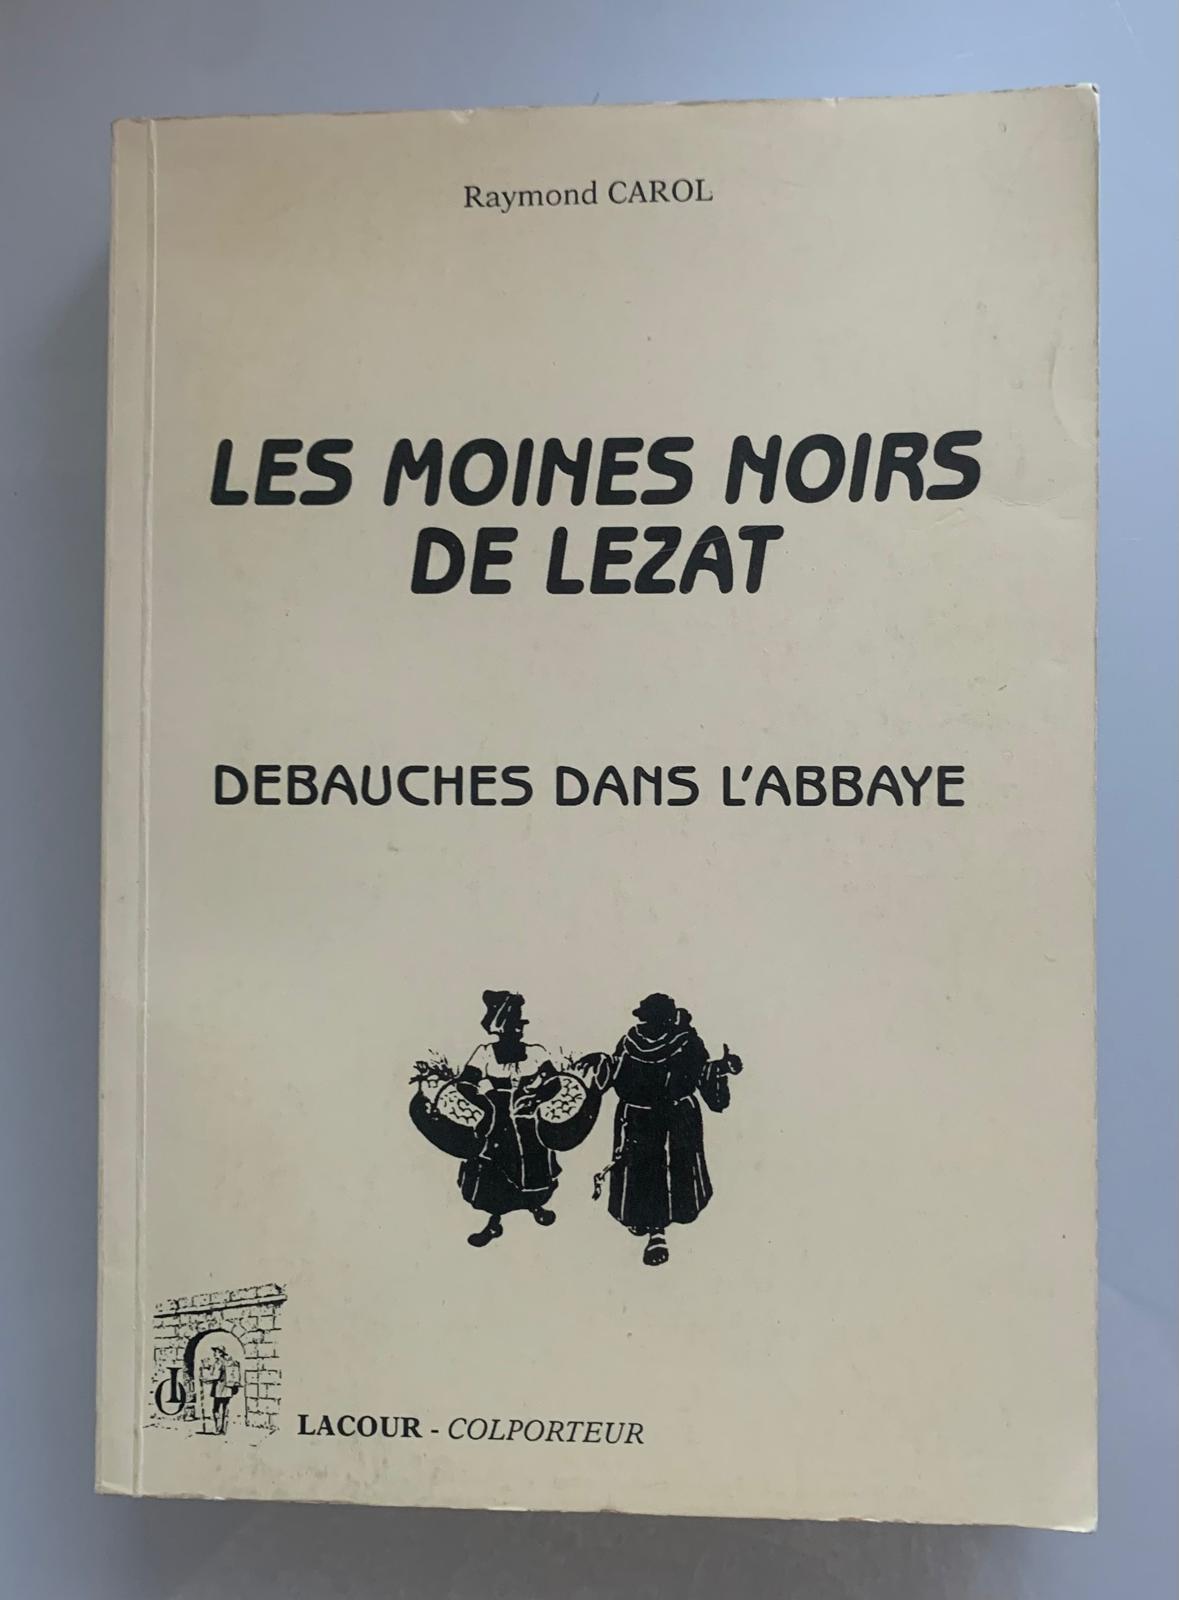 Raymond CAROL
LES MOINES NOIRS
DE LEZAT
DEBAUCHES DANS L'ABBAYE
LACOUR - COLPORTEUR